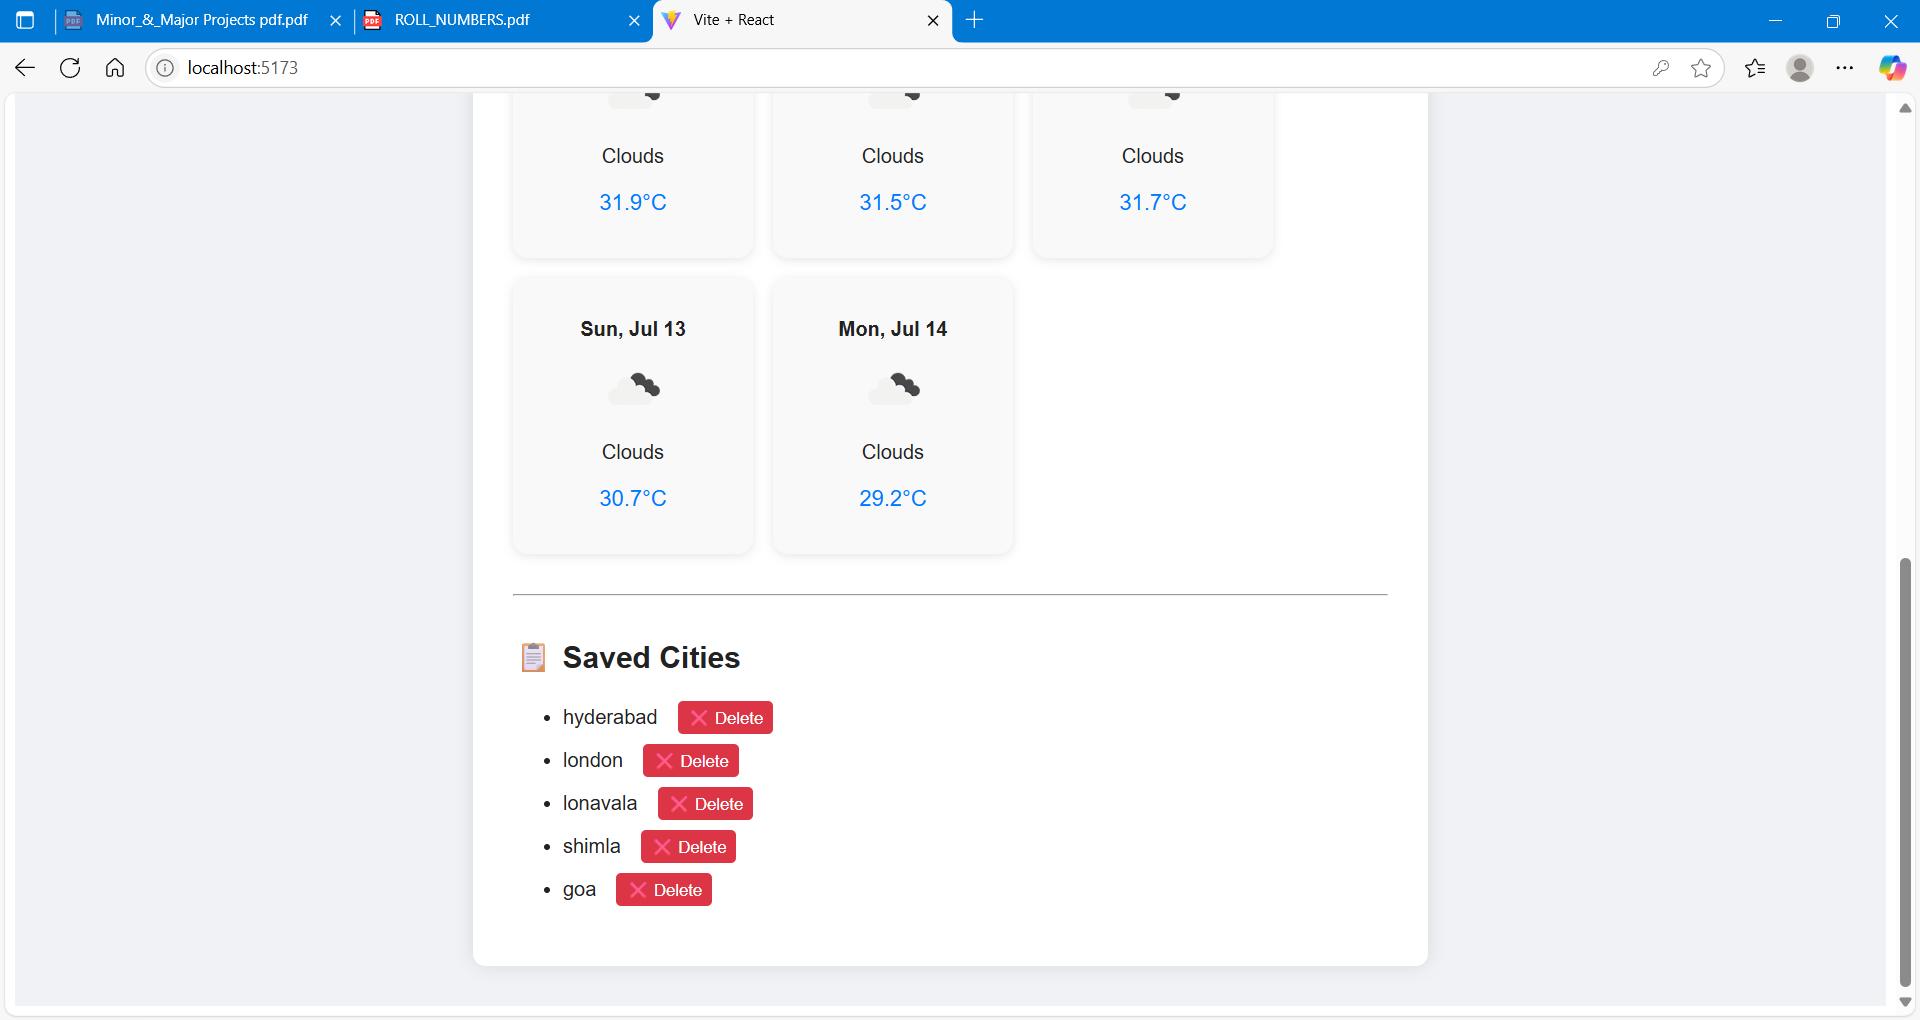 Minor_&_Major Projects pdf.pdf
ROLL_NUMBERS.pdf
Vite + React
localhost:5173
Clouds Clouds Clouds
31.9°C 31.5°C 31.7°C
Sun, Jul 13 Mon, Jul 14
Clouds Clouds
30.7°C 29.2°C
📋 Saved Cities
• hyderabad ❌ Delete
• london ❌ Delete
• lonavala ❌ Delete
• shimla ❌ Delete
• goa ❌ Delete